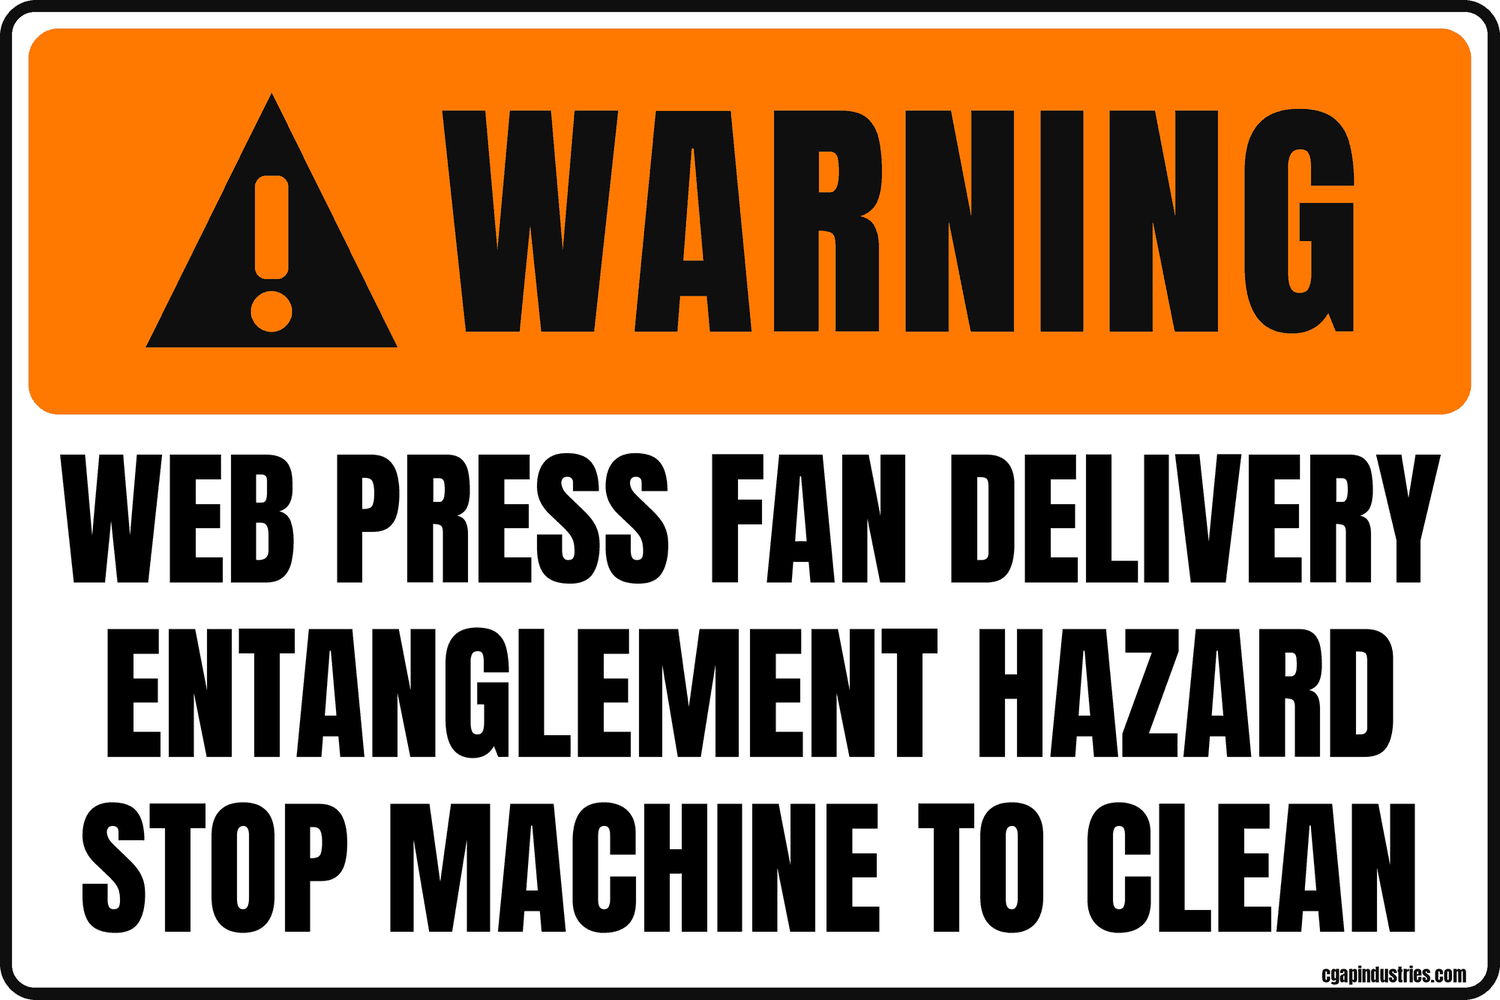 WARNING
WEB PRESS FAN DELIVERY
ENTANGLEMENT HAZARD
STOP MACHINE TO CLEAN
cgapindustries.com